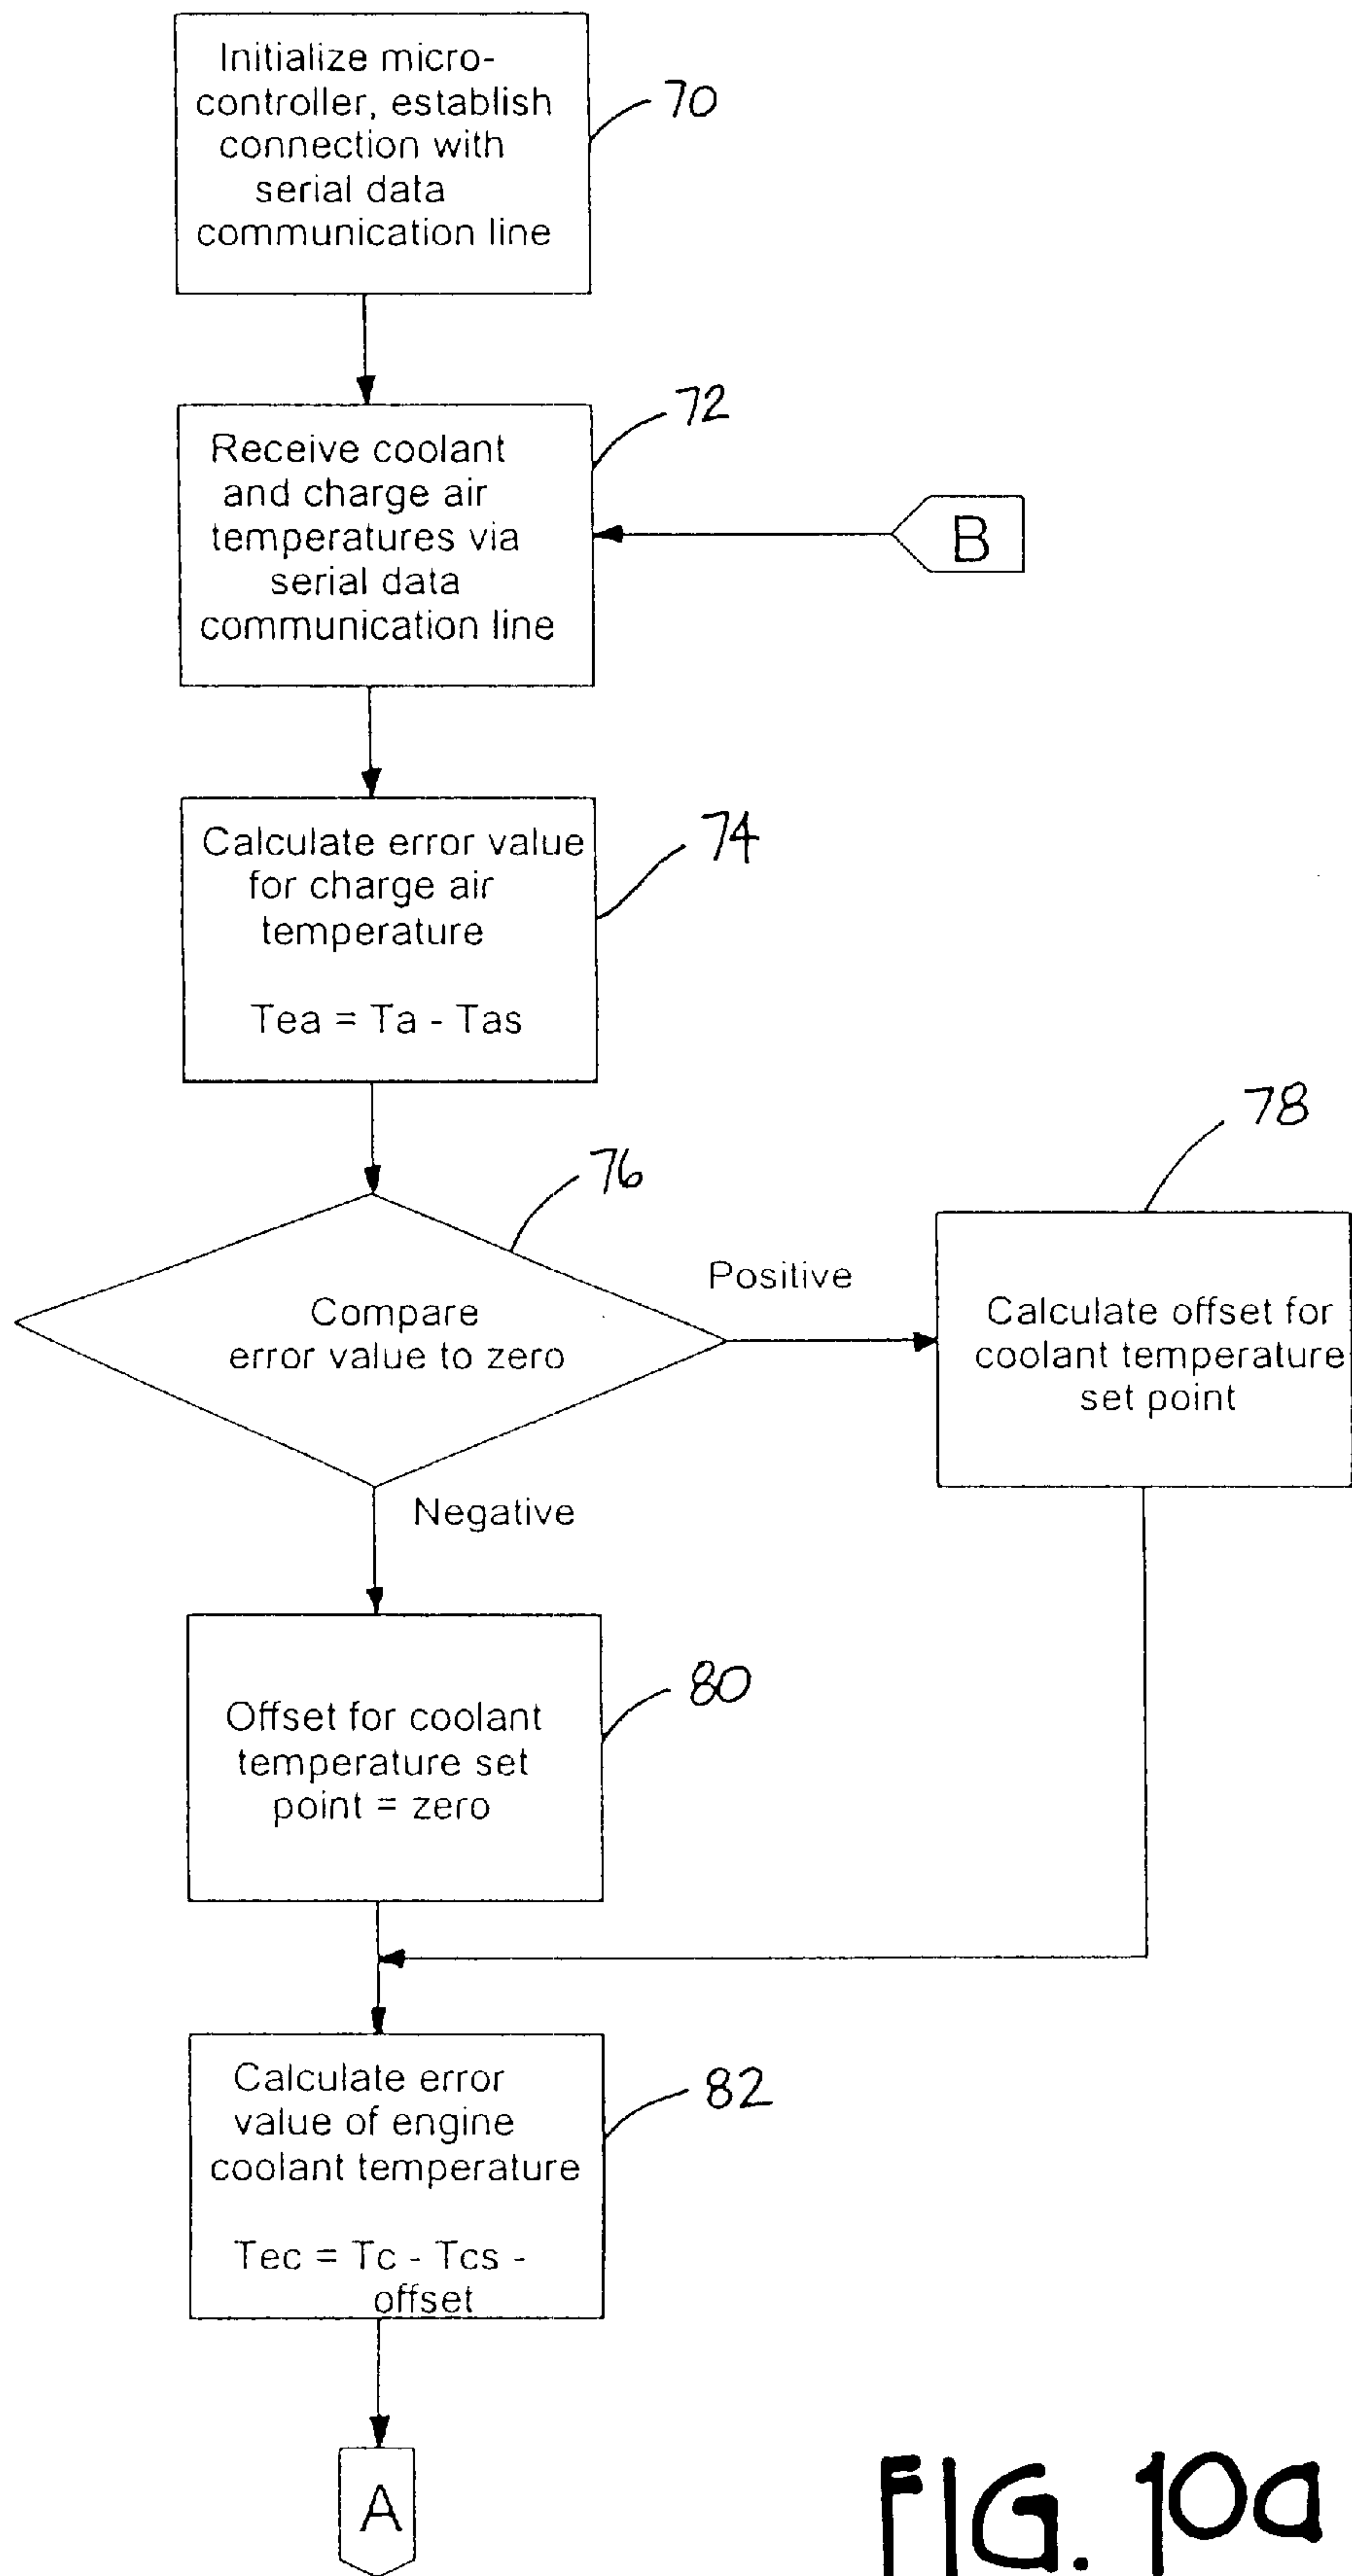 Initialize micro-
controller, establish
connection with
serial data
communication line
70
72
Receive coolant
and charge air
temperatures via
serial data
communication line
B
74
Calculate error value
for charge air
temperature
Tea = Ta - Tas
76
78
Positive
Compare
error value to zero
Calculate offset for
coolant temperature
set point
Negative
80
Offset for coolant
temperature set
point = zero
82
Calculate error
value of engine
coolant temperature
Tec = Tc - Tcs -
offset
A
FIG. 10a